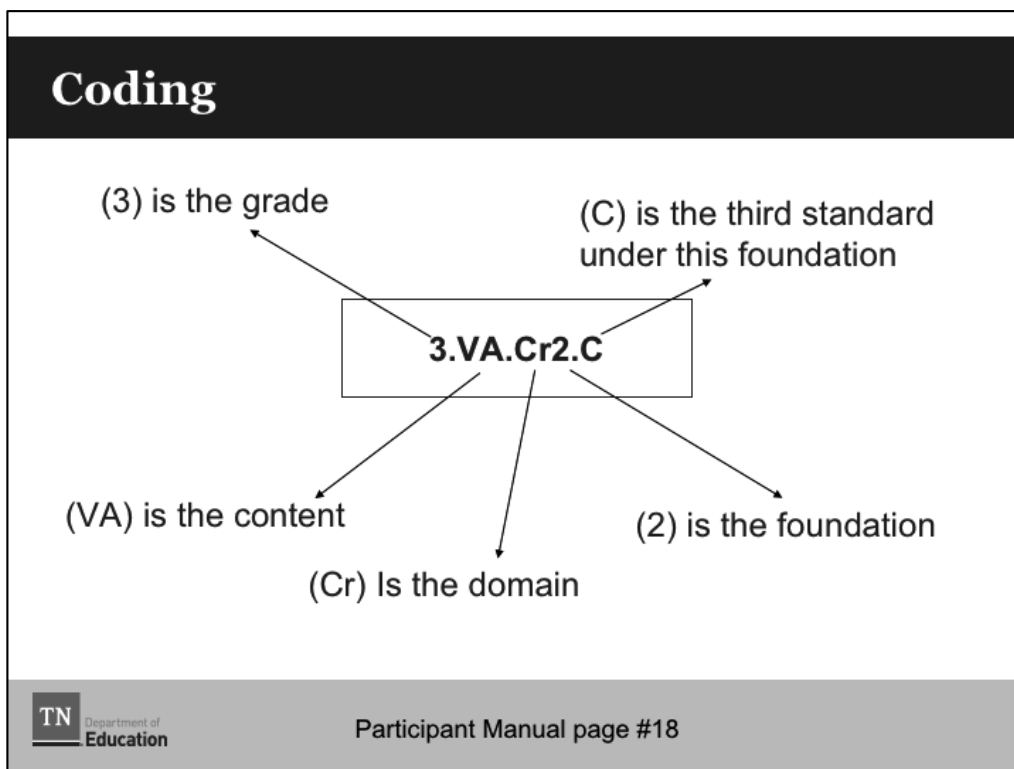 Coding
(3) is the grade
(C) is the third standard
under this foundation
3.VA.Cr2.C
(VA) is the content
(2) is the foundation
(Cr) Is the domain
TN
Department of
Education
Participant Manual page #18